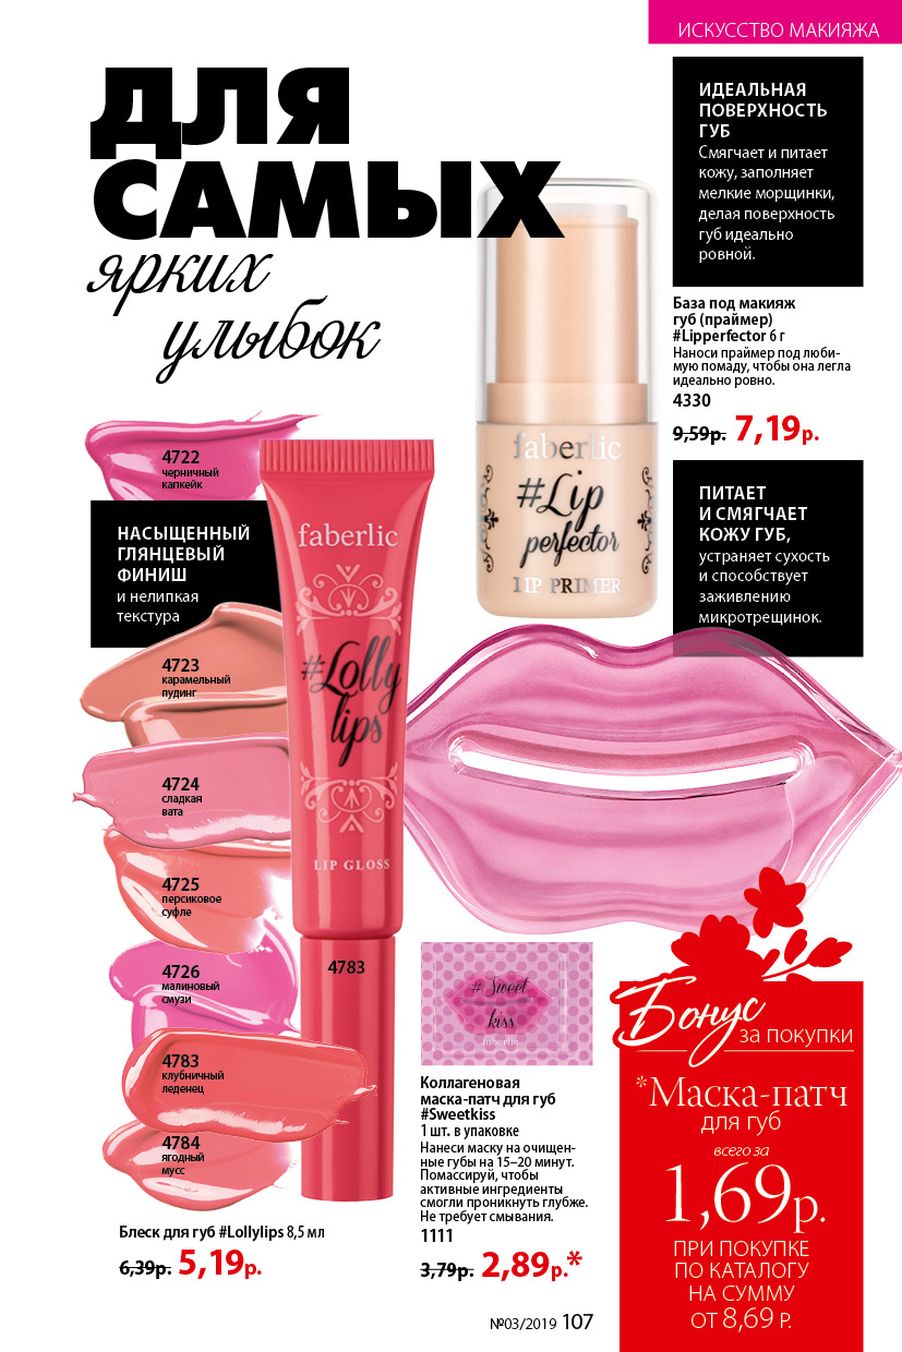 ИСКУССТВО МАКИЯЖА
ДЛЯ
САМЫХ
ярких
улыбок
ИДЕАЛЬНАЯ
ПОВЕРХНОСТЬ
ГУБ
Смягчает и питает
кожу, заполняет
мелкие морщинки,
делая поверхность
губ идеально
ровной.
База под макияж
губ (праймер)
#Lipperfector 6 г
Наноси праймер под люби-
мую помаду, чтобы она легла
идеально ровно.
4330
9,59р. 7,19р.
faberlic
#Lip
perfector
LIP PRIMER
ПИТАЕТ
И СМЯГЧАЕТ
КОЖУ ГУБ,
устраняет сухость
и способствует
заживлению
микротрещинок.
4722
черничный
капкейк
НАСЫЩЕННЫЙ
ГЛЯНЦЕВЫЙ
ФИНИШ
и нелипкая
текстура
4723
карамельный
пудинг
4724
сладкая
вата
4725
персиковое
суфле
4726
малиновый
смузи
4783
клубничный
леденец
4784
ягодный
мусс
faberlic
#Lolly
lips
LIP GLOSS
4783
Блеск для губ #Lollylips 8,5 мл
6,39р. 5,19р.
#Sweet
kiss
faberlic
Коллагеновая
маска-патч для губ
#Sweetkiss
1 шт. в упаковке
Нанеси маску на очищен-
ные губы на 15–20 минут.
Помассируй, чтобы
активные ингредиенты
смогли проникнуть глубже.
Не требует смывания.
1111
3,79р. 2,89р.*
Бонус
за покупки
*Маска-патч
для губ
всего за
1,69р.
ПРИ ПОКУПКЕ
ПО КАТАЛОГУ
НА СУММУ
ОТ 8,69 Р.
№03/2019 107